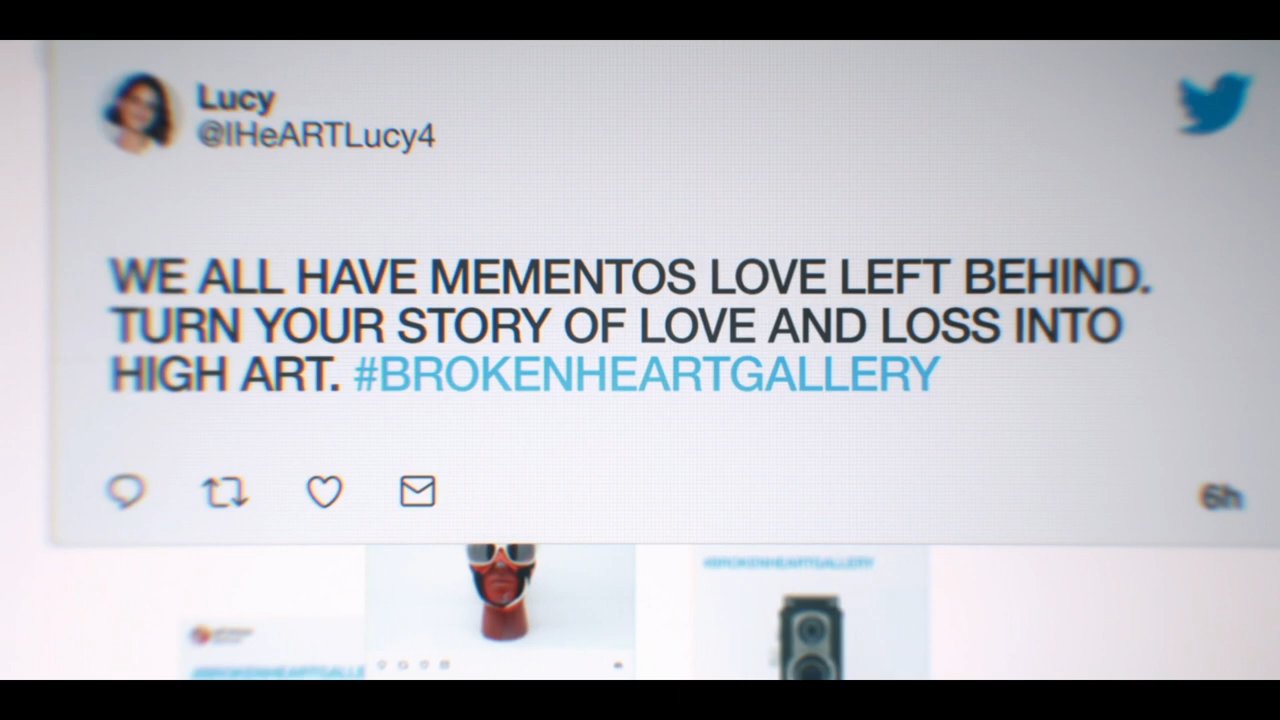 Lucy
@IHeARTLucy4
WE ALL HAVE MEMENTOS LOVE LEFT BEHIND.
TURN YOUR STORY OF LOVE AND LOSS INTO
HIGH ART. #BROKENHEARTGALLERY
6h
#BROKENHEARTGALLERY
#BROKENHEARTGALLE